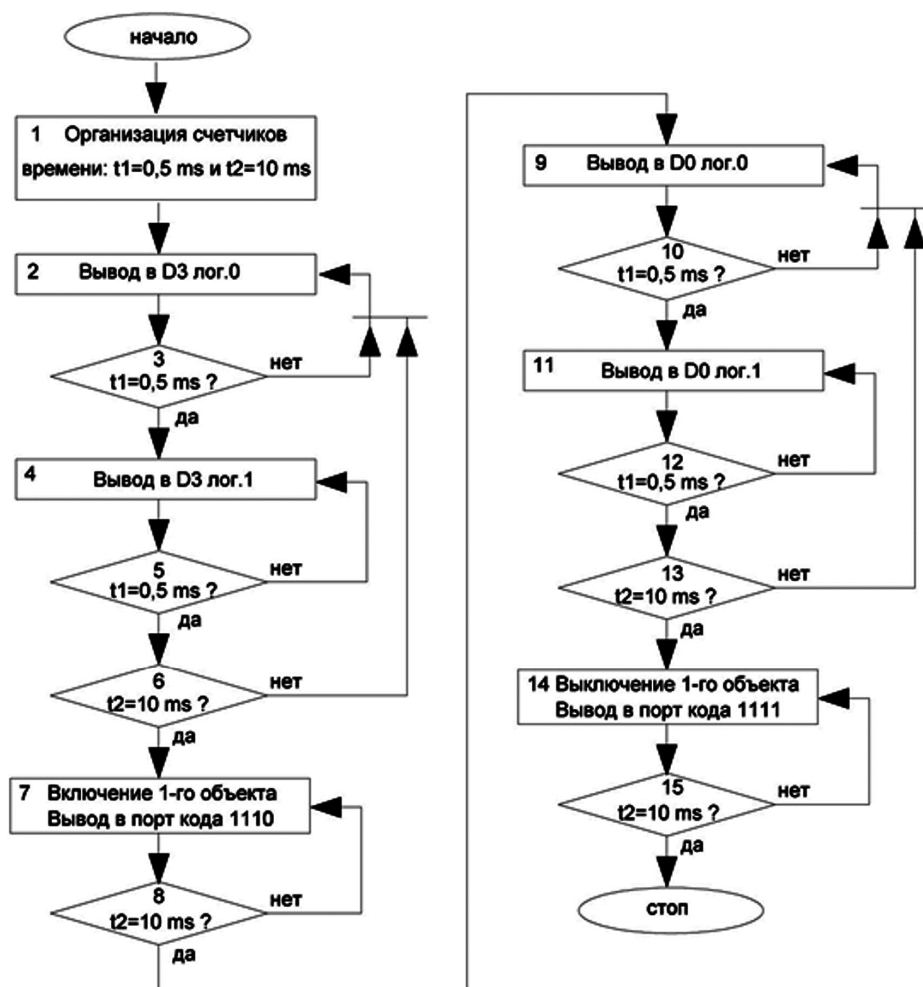 начало
1 Организация счетчиков
времени: t1=0,5 ms и t2=10 ms
2 Вывод в D3 лог.0
3
t1=0,5 ms ?
нет
да
4 Вывод в D3 лог.1
5
t1=0,5 ms ?
нет
да
6
t2=10 ms ?
нет
да
7 Включение 1-го объекта
Вывод в порт кода 1110
8
t2=10 ms ?
нет
да
9 Вывод в D0 лог.0
10
t1=0,5 ms ?
нет
да
11 Вывод в D0 лог.1
12
t1=0,5 ms ?
нет
да
13
t2=10 ms ?
нет
да
14 Выключение 1-го объекта
Вывод в порт кода 1111
15
t2=10 ms ?
нет
да
стоп